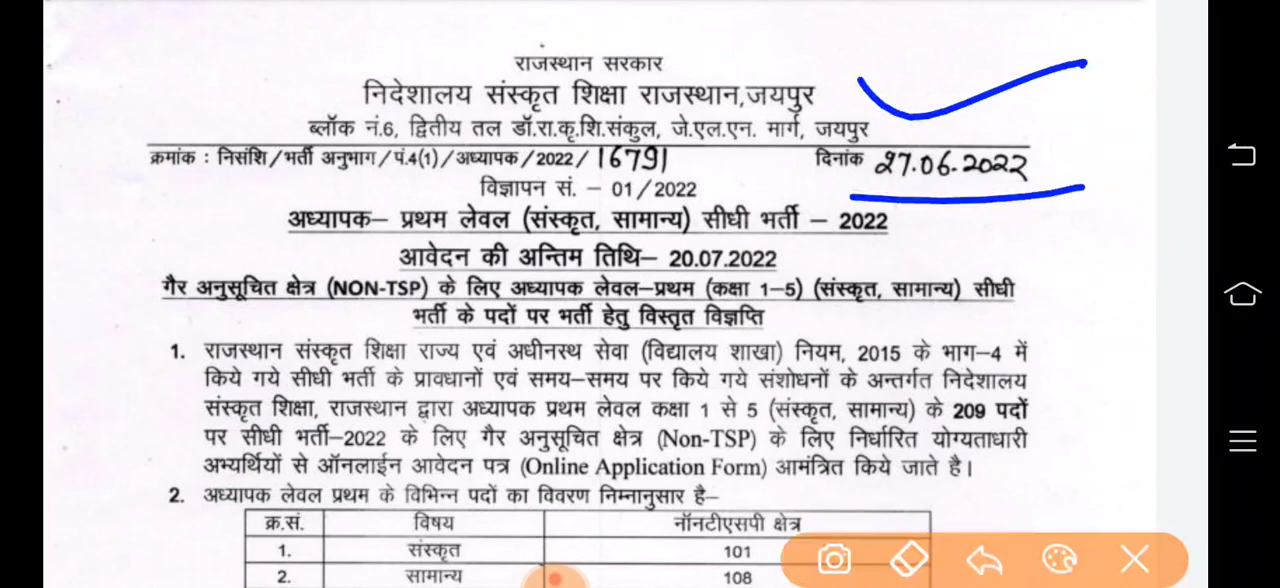 राजस्थान सरकार
निदेशालय संस्कृत शिक्षा राजस्थान,जयपुर
ब्लॉक नं.6, द्वितीय तल डॉ.रा.कृ.शि.संकुल, जे.एल.एन. मार्ग, जयपुर
क्रमांक : निसंशि/भर्ती अनुभाग/पं.4(1)/अध्यापक/2022/16791 दिनांक 27.06.2022
विज्ञापन सं. – 01/2022
अध्यापक– प्रथम लेवल (संस्कृत, सामान्य) सीधी भर्ती – 2022
आवेदन की अन्तिम तिथि– 20.07.2022
गैर अनुसूचित क्षेत्र (NON-TSP) के लिए अध्यापक लेवल–प्रथम (कक्षा 1–5) (संस्कृत, सामान्य) सीधी
भर्ती के पदों पर भर्ती हेतु विस्तृत विज्ञप्ति
1. राजस्थान संस्कृत शिक्षा राज्य एवं अधीनस्थ सेवा (विद्यालय शाखा) नियम, 2015 के भाग–4 में
किये गये सीधी भर्ती के प्रावधानों एवं समय–समय पर किये गये संशोधनों के अन्तर्गत निदेशालय
संस्कृत शिक्षा, राजस्थान द्वारा अध्यापक प्रथम लेवल कक्षा 1 से 5 (संस्कृत, सामान्य) के 209 पदों
पर सीधी भर्ती–2022 के लिए गैर अनुसूचित क्षेत्र (Non-TSP) के लिए निर्धारित योग्यताधारी
अभ्यर्थियों से ऑनलाईन आवेदन पत्र (Online Application Form) आमंत्रित किये जाते है।
2. अध्यापक लेवल प्रथम के विभिन्न पदों का विवरण निम्नानुसार है–
क्र.सं. विषय नॉनटीएसपी क्षेत्र
1. संस्कृत 101
2. सामान्य 108